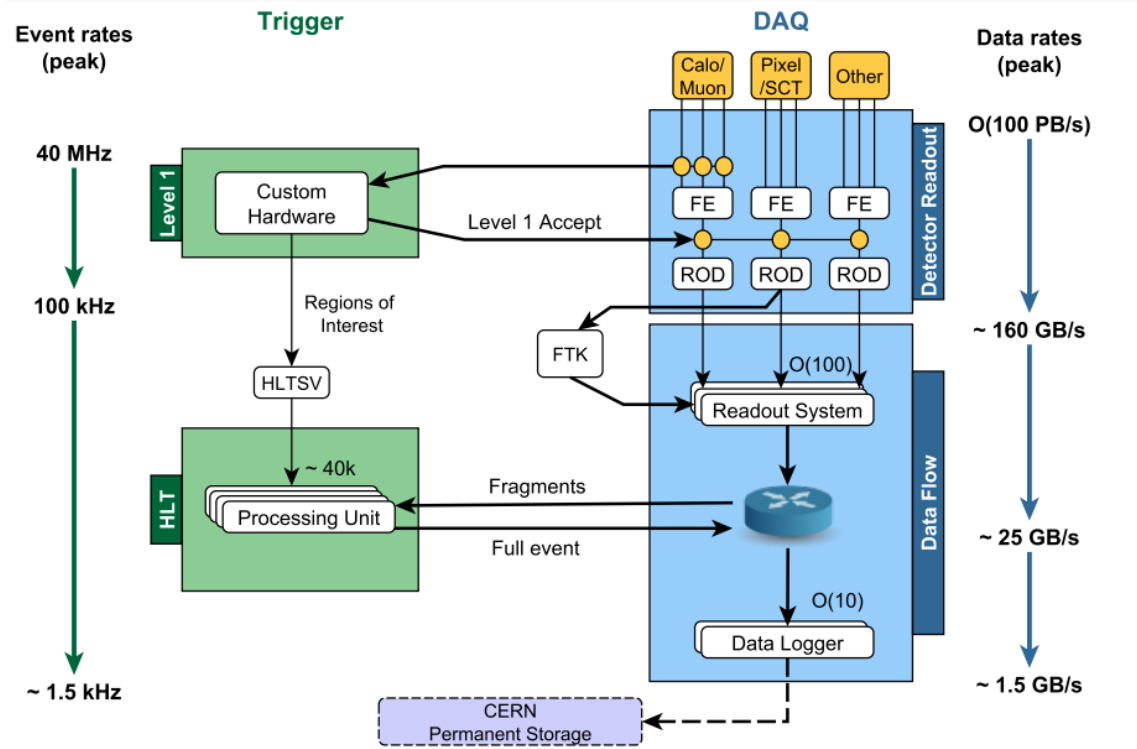 Trigger
DAQ
Event rates
(peak)
Data rates
(peak)
Calo/
Muon
Pixel
/SCT
Other
O(100 PB/s)
40 MHz
Level 1
Custom
Hardware
Level 1 Accept
FE
FE
FE
ROD
ROD
ROD
Detector Readout
100 kHz
Regions of
Interest
~ 160 GB/s
FTK
HLTSV
O(100)
Readout System
HLT
~ 40k
Processing Unit
Fragments
Full event
Data Flow
~ 25 GB/s
O(10)
Data Logger
~ 1.5 kHz
~ 1.5 GB/s
CERN
Permanent Storage